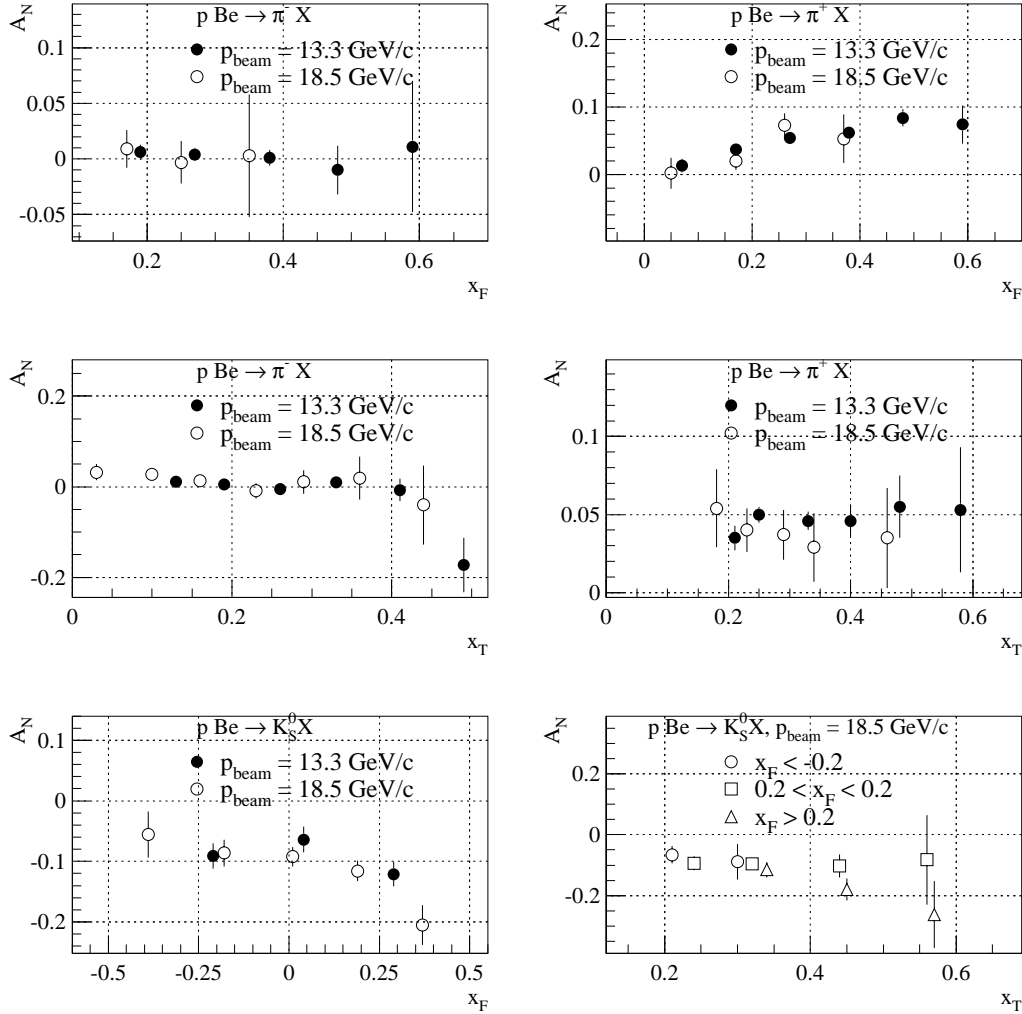 A_N
p Be → π⁻ X
p_beam = 13.3 GeV/c
p_beam = 18.5 GeV/c
0.1
0.05
0
-0.05
0.2 0.4 0.6
x_F
A_N
p Be → π⁺ X
p_beam = 13.3 GeV/c
p_beam = 18.5 GeV/c
0.2
0.1
0
0 0.2 0.4 0.6
x_F
A_N
p Be → π⁻ X
p_beam = 13.3 GeV/c
p_beam = 18.5 GeV/c
0.2
0
-0.2
0 0.2 0.4
x_T
A_N
p Be → π⁺ X
p_beam = 13.3 GeV/c
p_beam = 18.5 GeV/c
0.1
0.05
0
0 0.2 0.4 0.6
x_T
A_N
p Be → K_S^0 X
p_beam = 13.3 GeV/c
p_beam = 18.5 GeV/c
0.1
0
-0.1
-0.2
-0.5 -0.25 0 0.25 0.5
x_F
A_N
p Be → K_S^0 X, p_beam = 18.5 GeV/c
x_F < -0.2
0.2 < x_F < 0.2
x_F > 0.2
0.2
0
-0.2
0.2 0.4 0.6
x_T